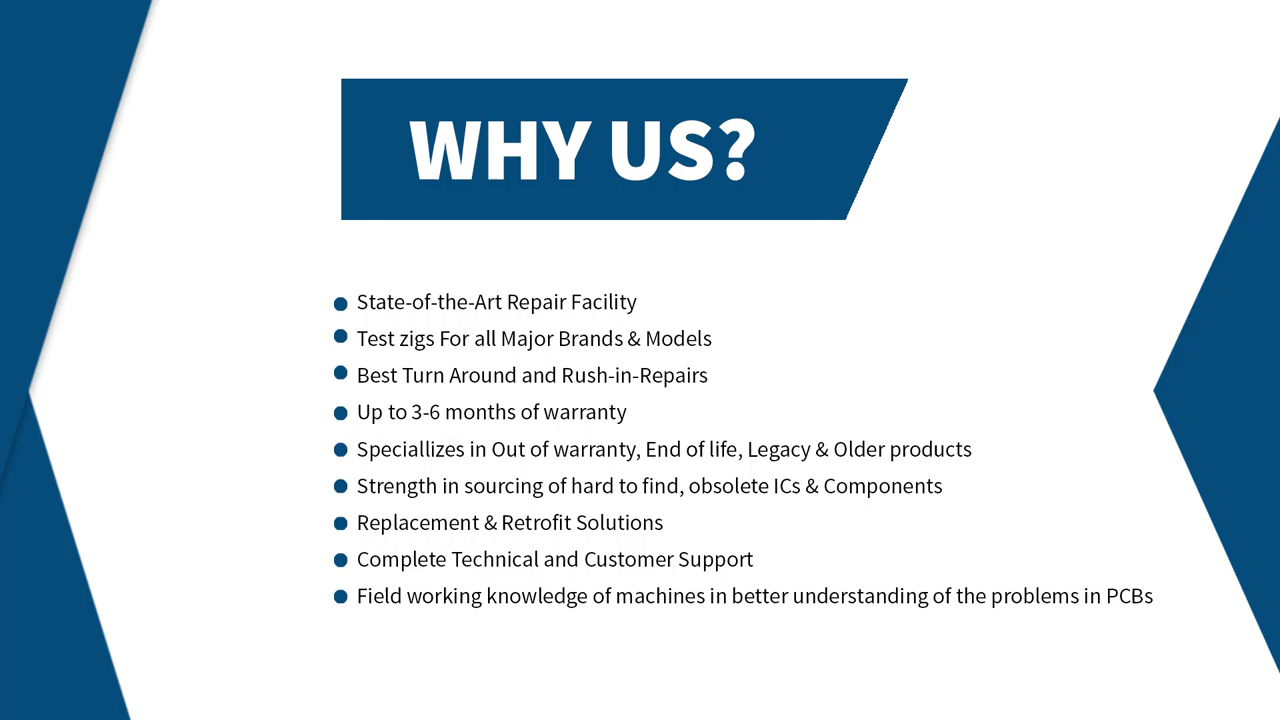 WHY US?
State-of-the-Art Repair Facility
Test zigs For all Major Brands & Models
Best Turn Around and Rush-in-Repairs
Up to 3-6 months of warranty
Speciallizes in Out of warranty, End of life, Legacy & Older products
Strength in sourcing of hard to find, obsolete ICs & Components
Replacement & Retrofit Solutions
Complete Technical and Customer Support
Field working knowledge of machines in better understanding of the problems in PCBs